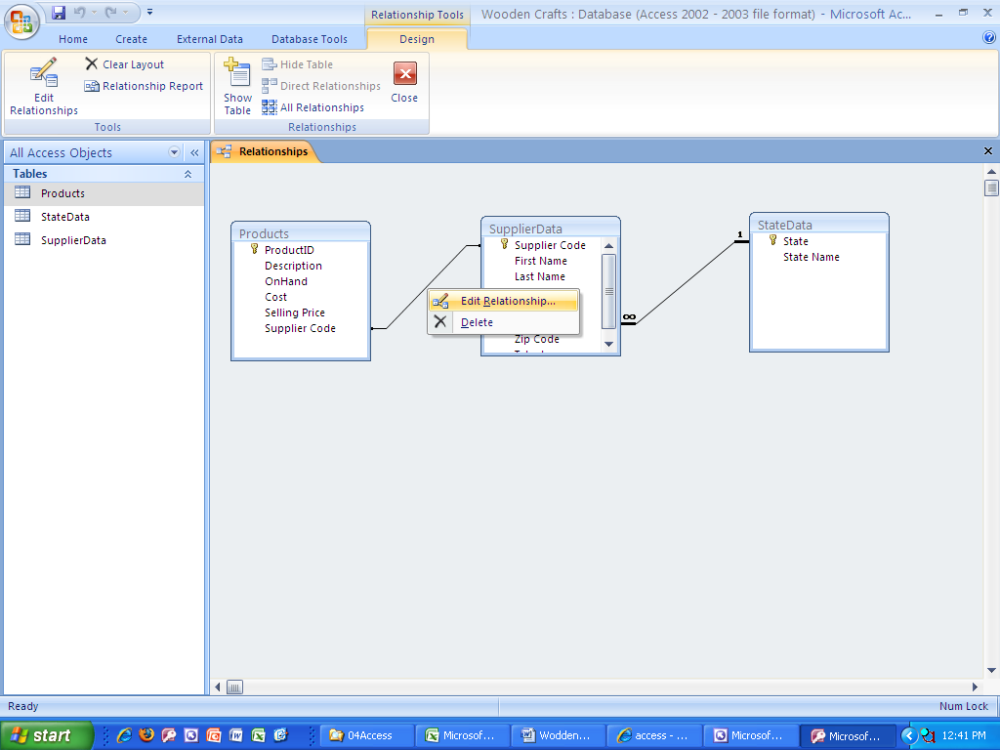 Relationship Tools
Wooden Crafts : Database (Access 2002 - 2003 file format) - Microsoft Ac...
Home Create External Data Database Tools Design
Edit Relationships
Clear Layout
Relationship Report
Tools
Show Table
Hide Table
Direct Relationships
All Relationships
Close
Relationships
All Access Objects
Relationships
Tables
Products
StateData
SupplierData
Products
ProductID
Description
OnHand
Cost
Selling Price
Supplier Code
SupplierData
Supplier Code
First Name
Last Name
Edit Relationship...
Delete
Zip Code
1
∞
StateData
State
State Name
Ready
Num Lock
start
04Access
Microsof...
Wodden...
access - ...
Microsof...
Microsof...
12:41 PM